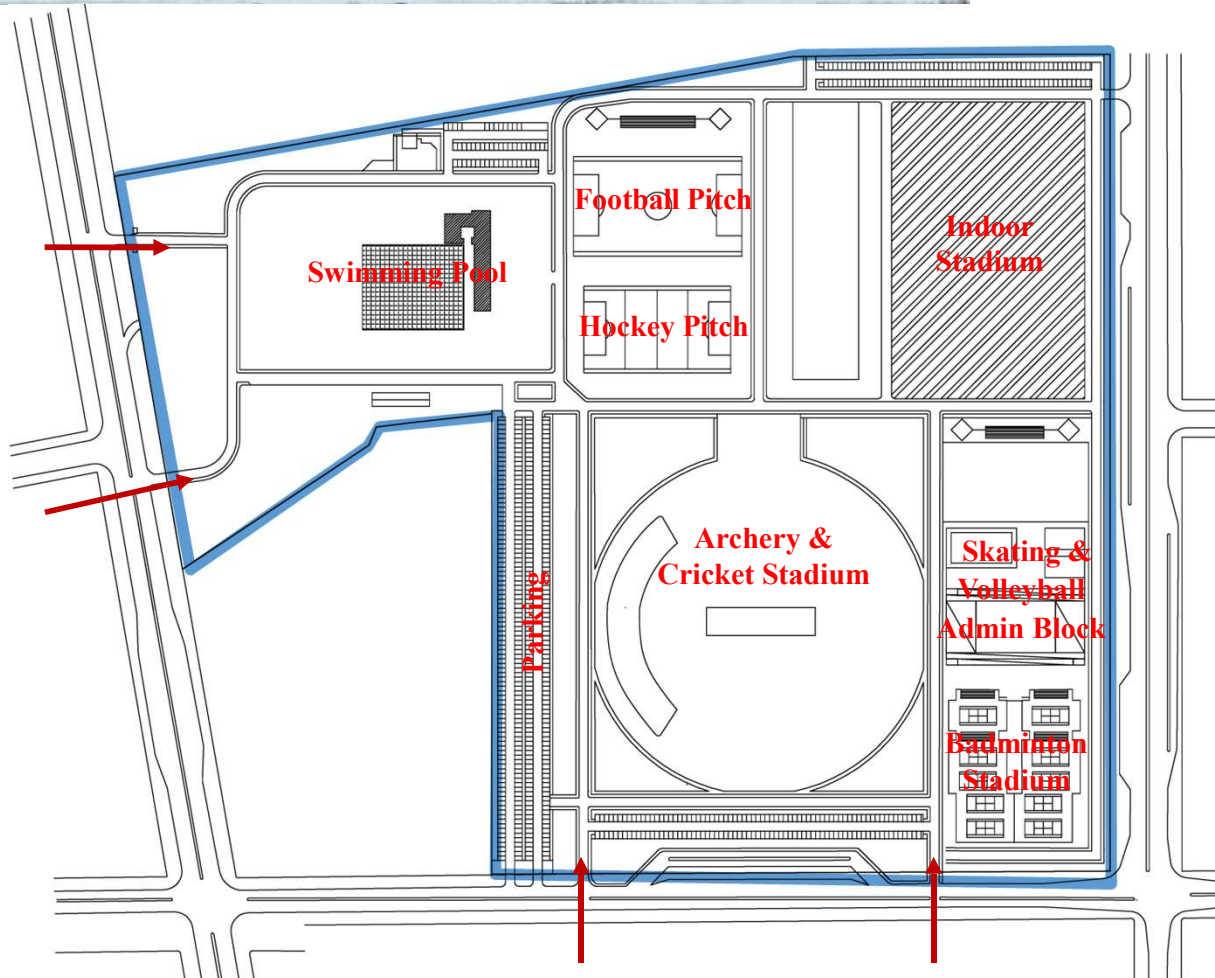 Football Pitch
Swimming Pool
Indoor
Stadium
Hockey Pitch
Archery &
Cricket Stadium
Parking
Skating &
Volleyball
Admin Block
Badminton
Stadium